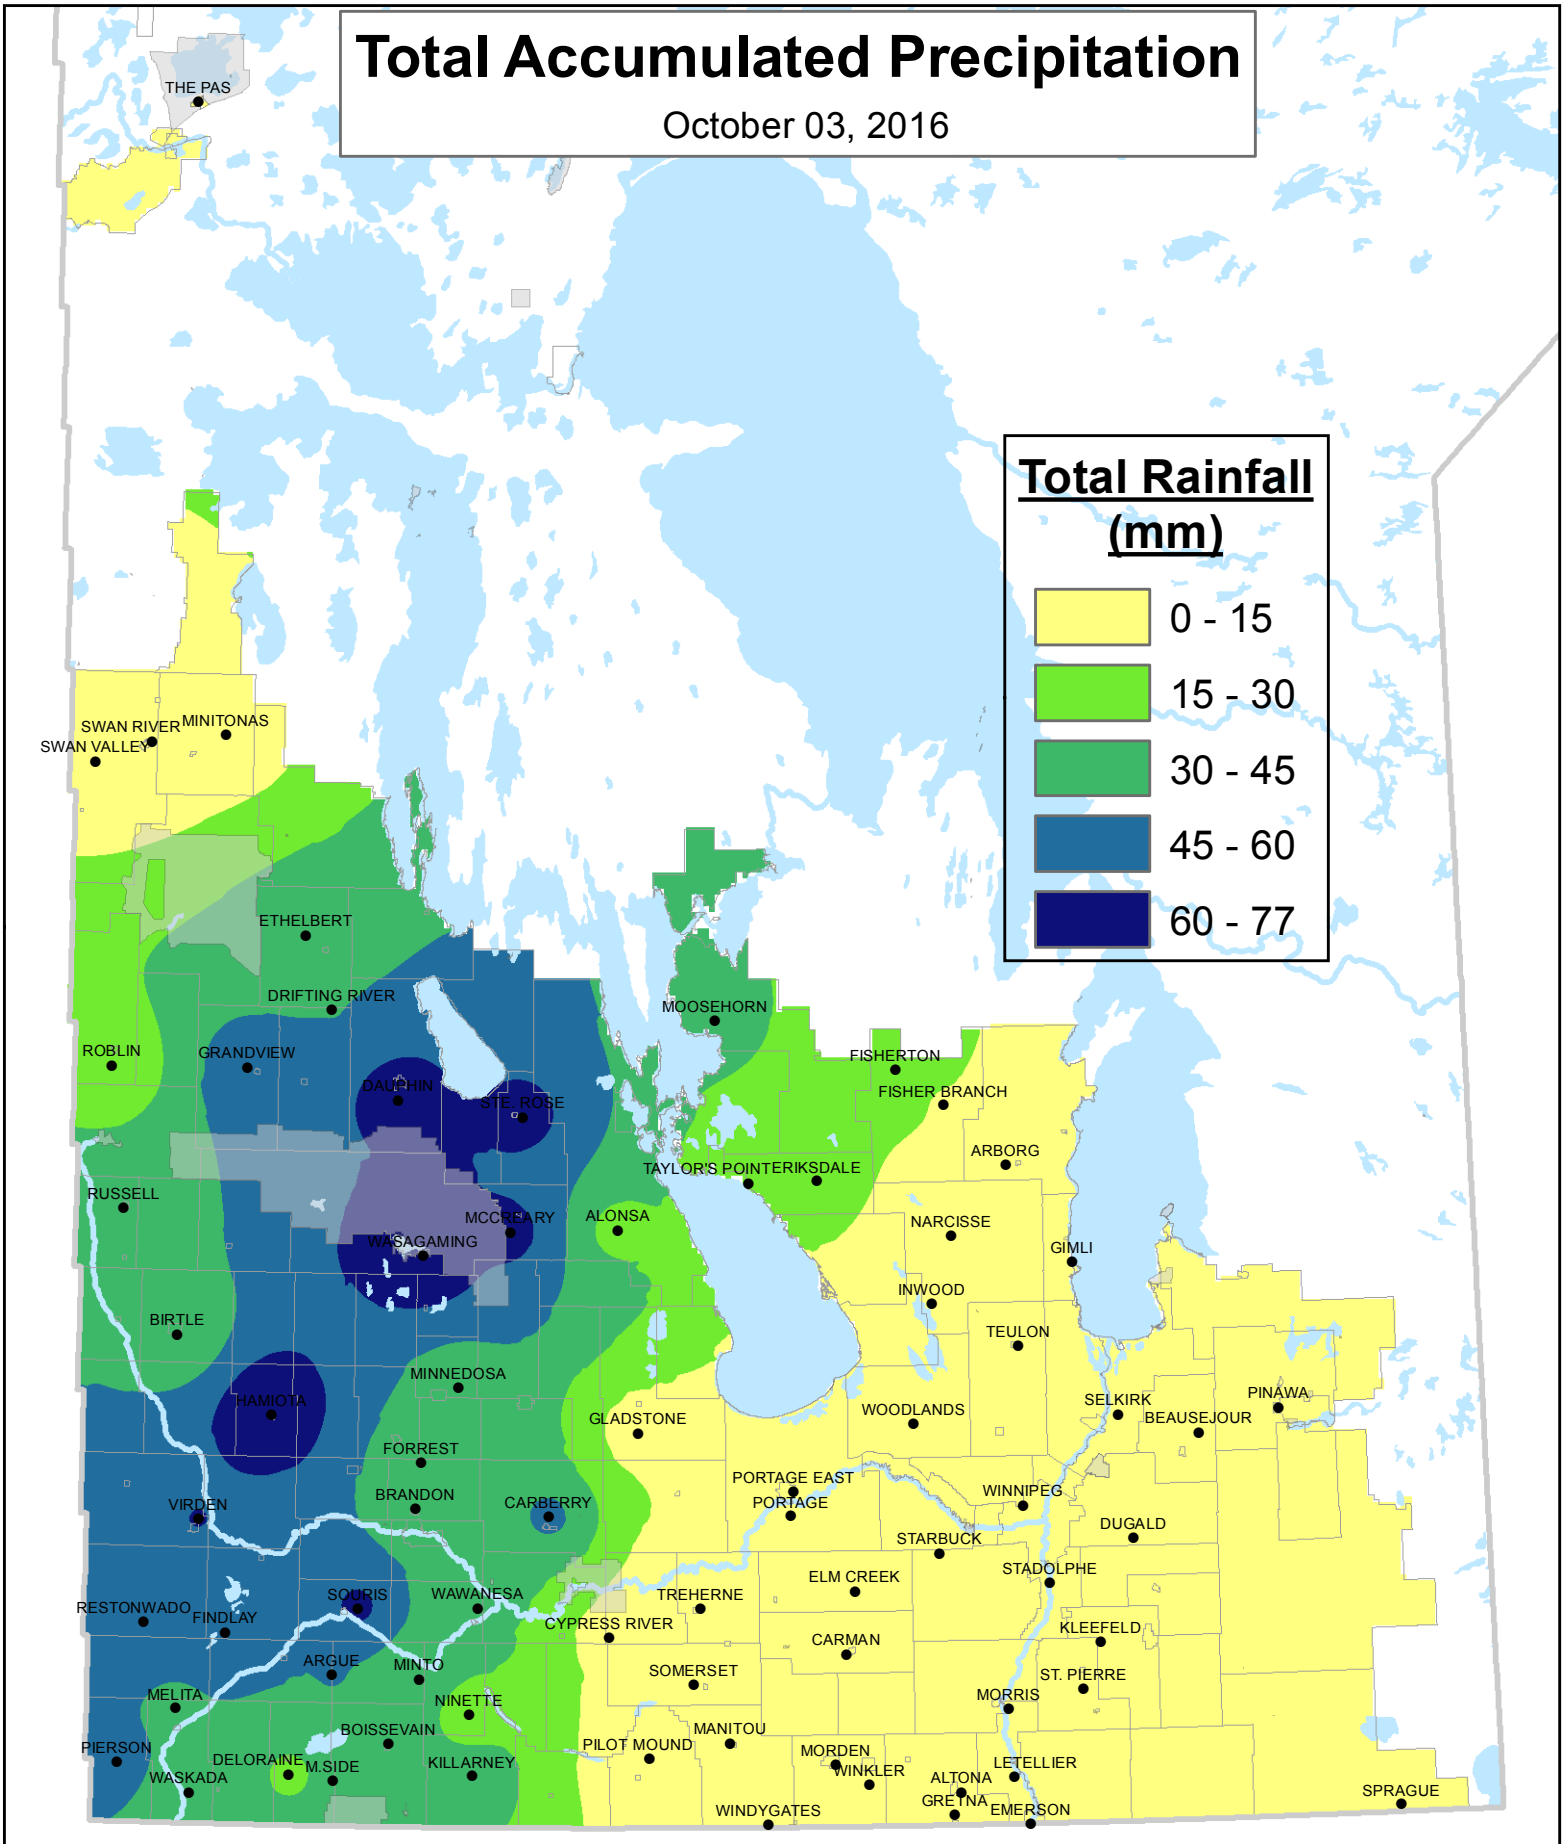 Total Accumulated Precipitation
October 03, 2016
THE PAS
Total Rainfall
(mm)
0 - 15
15 - 30
30 - 45
45 - 60
60 - 77
SWAN RIVER
MINITONAS
SWAN VALLEY
ETHELBERT
DRIFTING RIVER
MOOSEHORN
ROBLIN
GRANDVIEW
FISHERTON
DAUPHIN
FISHER BRANCH
STE. ROSE
ARBORG
TAYLOR'S POINT
ERIKSDALE
RUSSELL
MCCREARY
ALONSA
NARCISSE
WASAGAMING
GIMLI
INWOOD
BIRTLE
TEULON
MINNEDOSA
HAMIOTA
GLADSTONE
WOODLANDS
SELKIRK
PINAWA
BEAUSEJOUR
FORREST
PORTAGE EAST
BRANDON
CARBERRY
PORTAGE
WINNIPEG
VIRDEN
DUGALD
STARBUCK
STADOLPHE
ELM CREEK
RESTONWADO
FINDLAY
SOURIS
WAWANESA
TREHERNE
CYPRESS RIVER
KLEEFELD
CARMAN
ARGUE
MINTO
SOMERSET
ST. PIERRE
MELITA
NINETTE
MORRIS
BOISSEVAIN
PILOT MOUND
MANITOU
PIERSON
DELORAINE
M.SIDE
KILLARNEY
MORDEN
WINKLER
LETELLIER
WASKADA
ALTONA
GRETNA
EMERSON
WINDYGATES
SPRAGUE